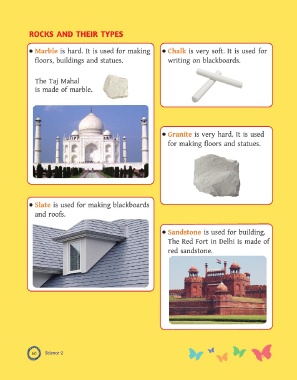 ROCKS AND THEIR TYPES
• Marble is hard. It is used for making
floors, buildings and statues.
The Taj Mahal
is made of marble.
• Slate is used for making blackboards
and roofs.
• Chalk is very soft. It is used for
writing on blackboards.
• Granite is very hard. It is used
for making floors and statues.
• Sandstone is used for building.
The Red Fort in Delhi is made of
red sandstone.
Science 2